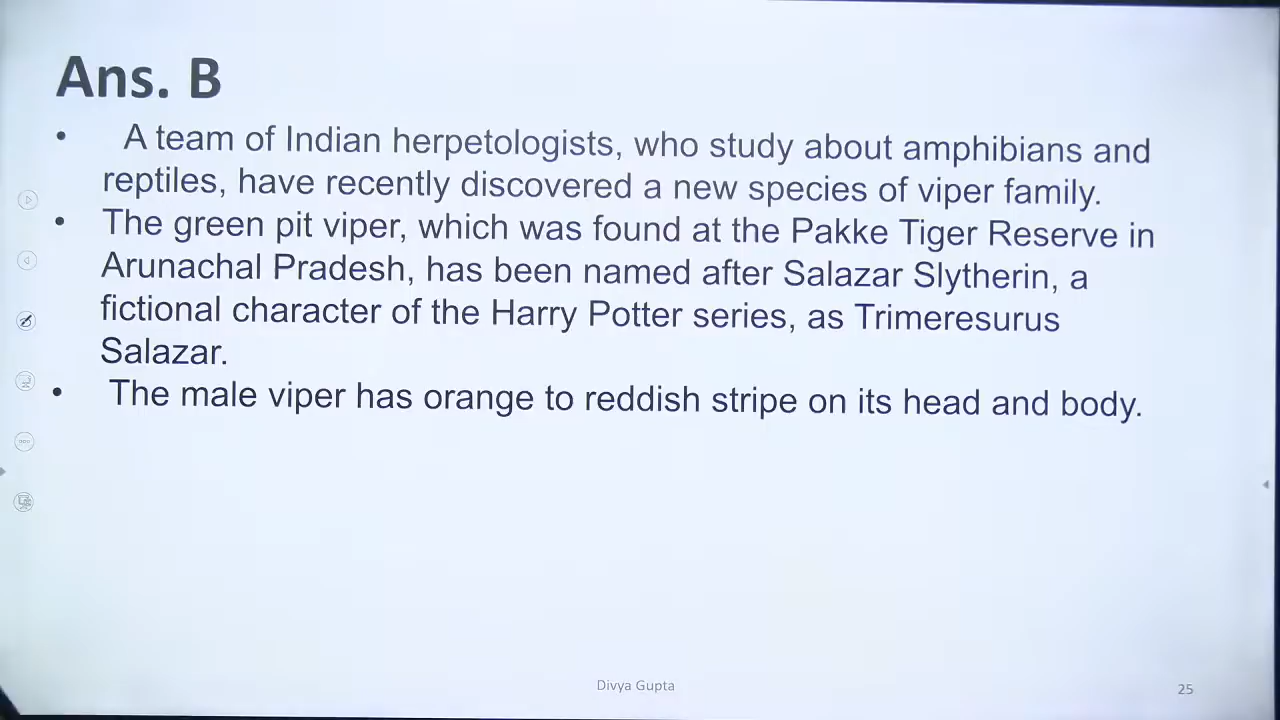 Ans. B
• A team of Indian herpetologists, who study about amphibians and
reptiles, have recently discovered a new species of viper family.
• The green pit viper, which was found at the Pakke Tiger Reserve in
Arunachal Pradesh, has been named after Salazar Slytherin, a
fictional character of the Harry Potter series, as Trimeresurus
Salazar.
• The male viper has orange to reddish stripe on its head and body.
Divya Gupta
25